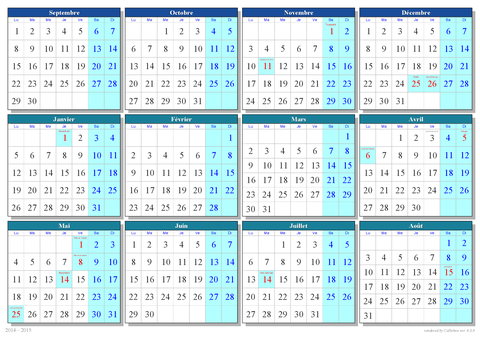 Septembre
Lu Ma Me Je Ve Sa Di
1 2 3 4 5 6 7
8 9 10 11 12 13 14
15 16 17 18 19 20 21
22 23 24 25 26 27 28
29 30
Octobre
Lu Ma Me Je Ve Sa Di
1 2 3 4 5
6 7 8 9 10 11 12
13 14 15 16 17 18 19
20 21 22 23 24 25 26
27 28 29 30 31
Novembre
Lu Ma Me Je Ve Sa Di
1 2
3 4 5 6 7 8 9
10 11 12 13 14 15 16
17 18 19 20 21 22 23
24 25 26 27 28 29 30
Décembre
Lu Ma Me Je Ve Sa Di
1 2 3 4 5 6 7
8 9 10 11 12 13 14
15 16 17 18 19 20 21
22 23 24 25 26 27 28
29 30 31
Janvier
Lu Ma Me Je Ve Sa Di
1 2 3 4
5 6 7 8 9 10 11
12 13 14 15 16 17 18
19 20 21 22 23 24 25
26 27 28 29 30 31
Février
Lu Ma Me Je Ve Sa Di
1
2 3 4 5 6 7 8
9 10 11 12 13 14 15
16 17 18 19 20 21 22
23 24 25 26 27 28
Mars
Lu Ma Me Je Ve Sa Di
1
2 3 4 5 6 7 8
9 10 11 12 13 14 15
16 17 18 19 20 21 22
23 24 25 26 27 28 29
30 31
Avril
Lu Ma Me Je Ve Sa Di
1 2 3 4 5
6 7 8 9 10 11 12
13 14 15 16 17 18 19
20 21 22 23 24 25 26
27 28 29 30
Mai
Lu Ma Me Je Ve Sa Di
1 2 3
4 5 6 7 8 9 10
11 12 13 14 15 16 17
18 19 20 21 22 23 24
25 26 27 28 29 30 31
Juin
Lu Ma Me Je Ve Sa Di
1 2 3 4 5 6 7
8 9 10 11 12 13 14
15 16 17 18 19 20 21
22 23 24 25 26 27 28
29 30
Juillet
Lu Ma Me Je Ve Sa Di
1 2 3 4 5
6 7 8 9 10 11 12
13 14 15 16 17 18 19
20 21 22 23 24 25 26
27 28 29 30 31
Août
Lu Ma Me Je Ve Sa Di
1 2
3 4 5 6 7 8 9
10 11 12 13 14 15 16
17 18 19 20 21 22 23
24 25 26 27 28 29 30
31
2014 - 2015